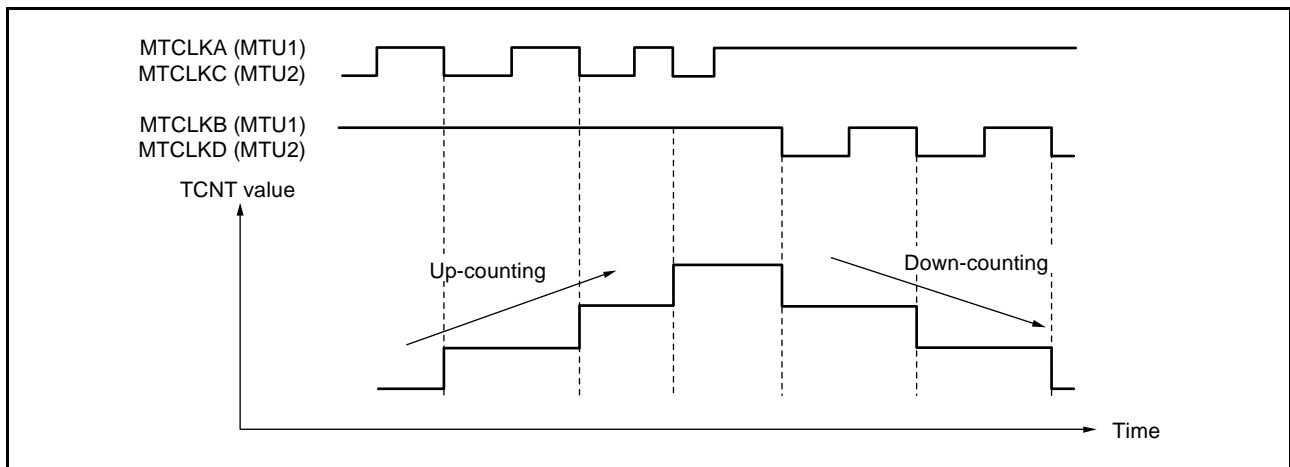 MTCLKA (MTU1)
MTCLKC (MTU2)
MTCLKB (MTU1)
MTCLKD (MTU2)
TCNT value
Up-counting
Down-counting
Time